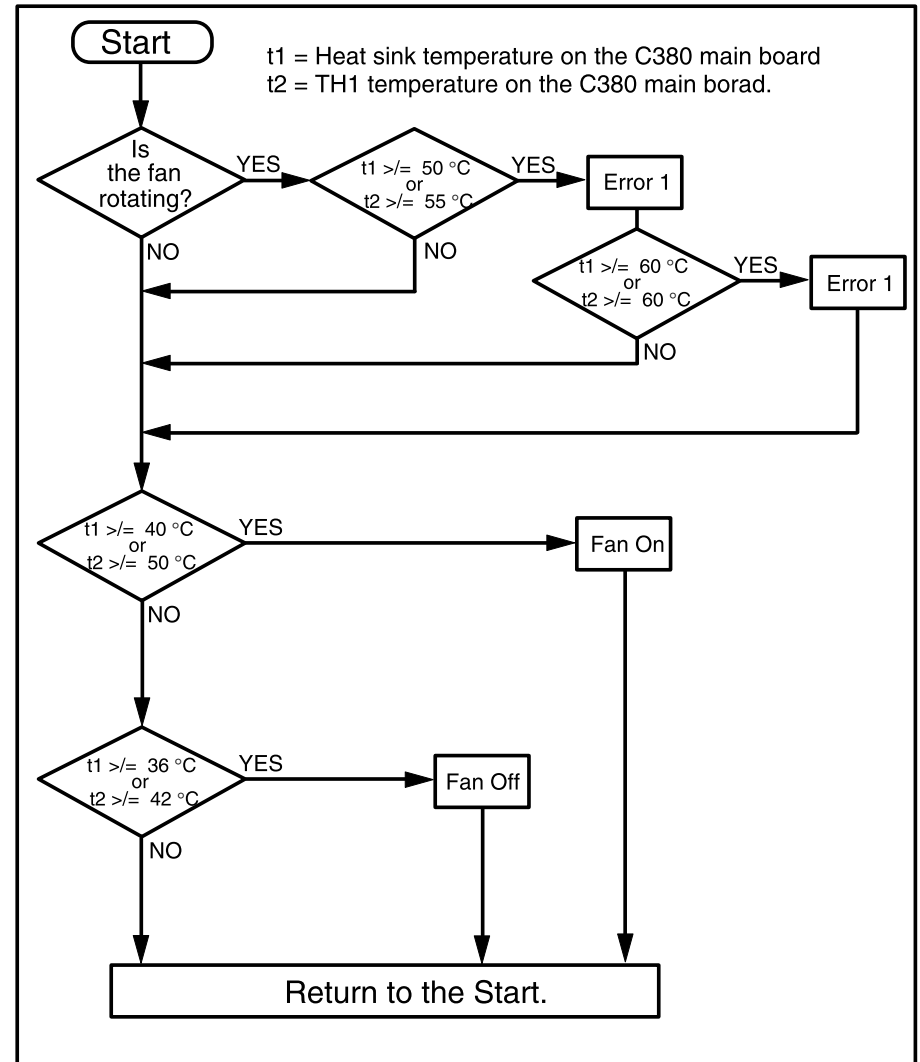 Start
t1 = Heat sink temperature on the C380 main board
t2 = TH1 temperature on the C380 main borad.
Is
the fan
rotating?
YES
NO
t1 >/= 50 °C
or
t2 >/= 55 °C
YES
NO
Error 1
t1 >/= 60 °C
or
t2 >/= 60 °C
YES
NO
Error 1
t1 >/= 40 °C
or
t2 >/= 50 °C
YES
NO
Fan On
t1 >/= 36 °C
or
t2 >/= 42 °C
YES
NO
Fan Off
Return to the Start.